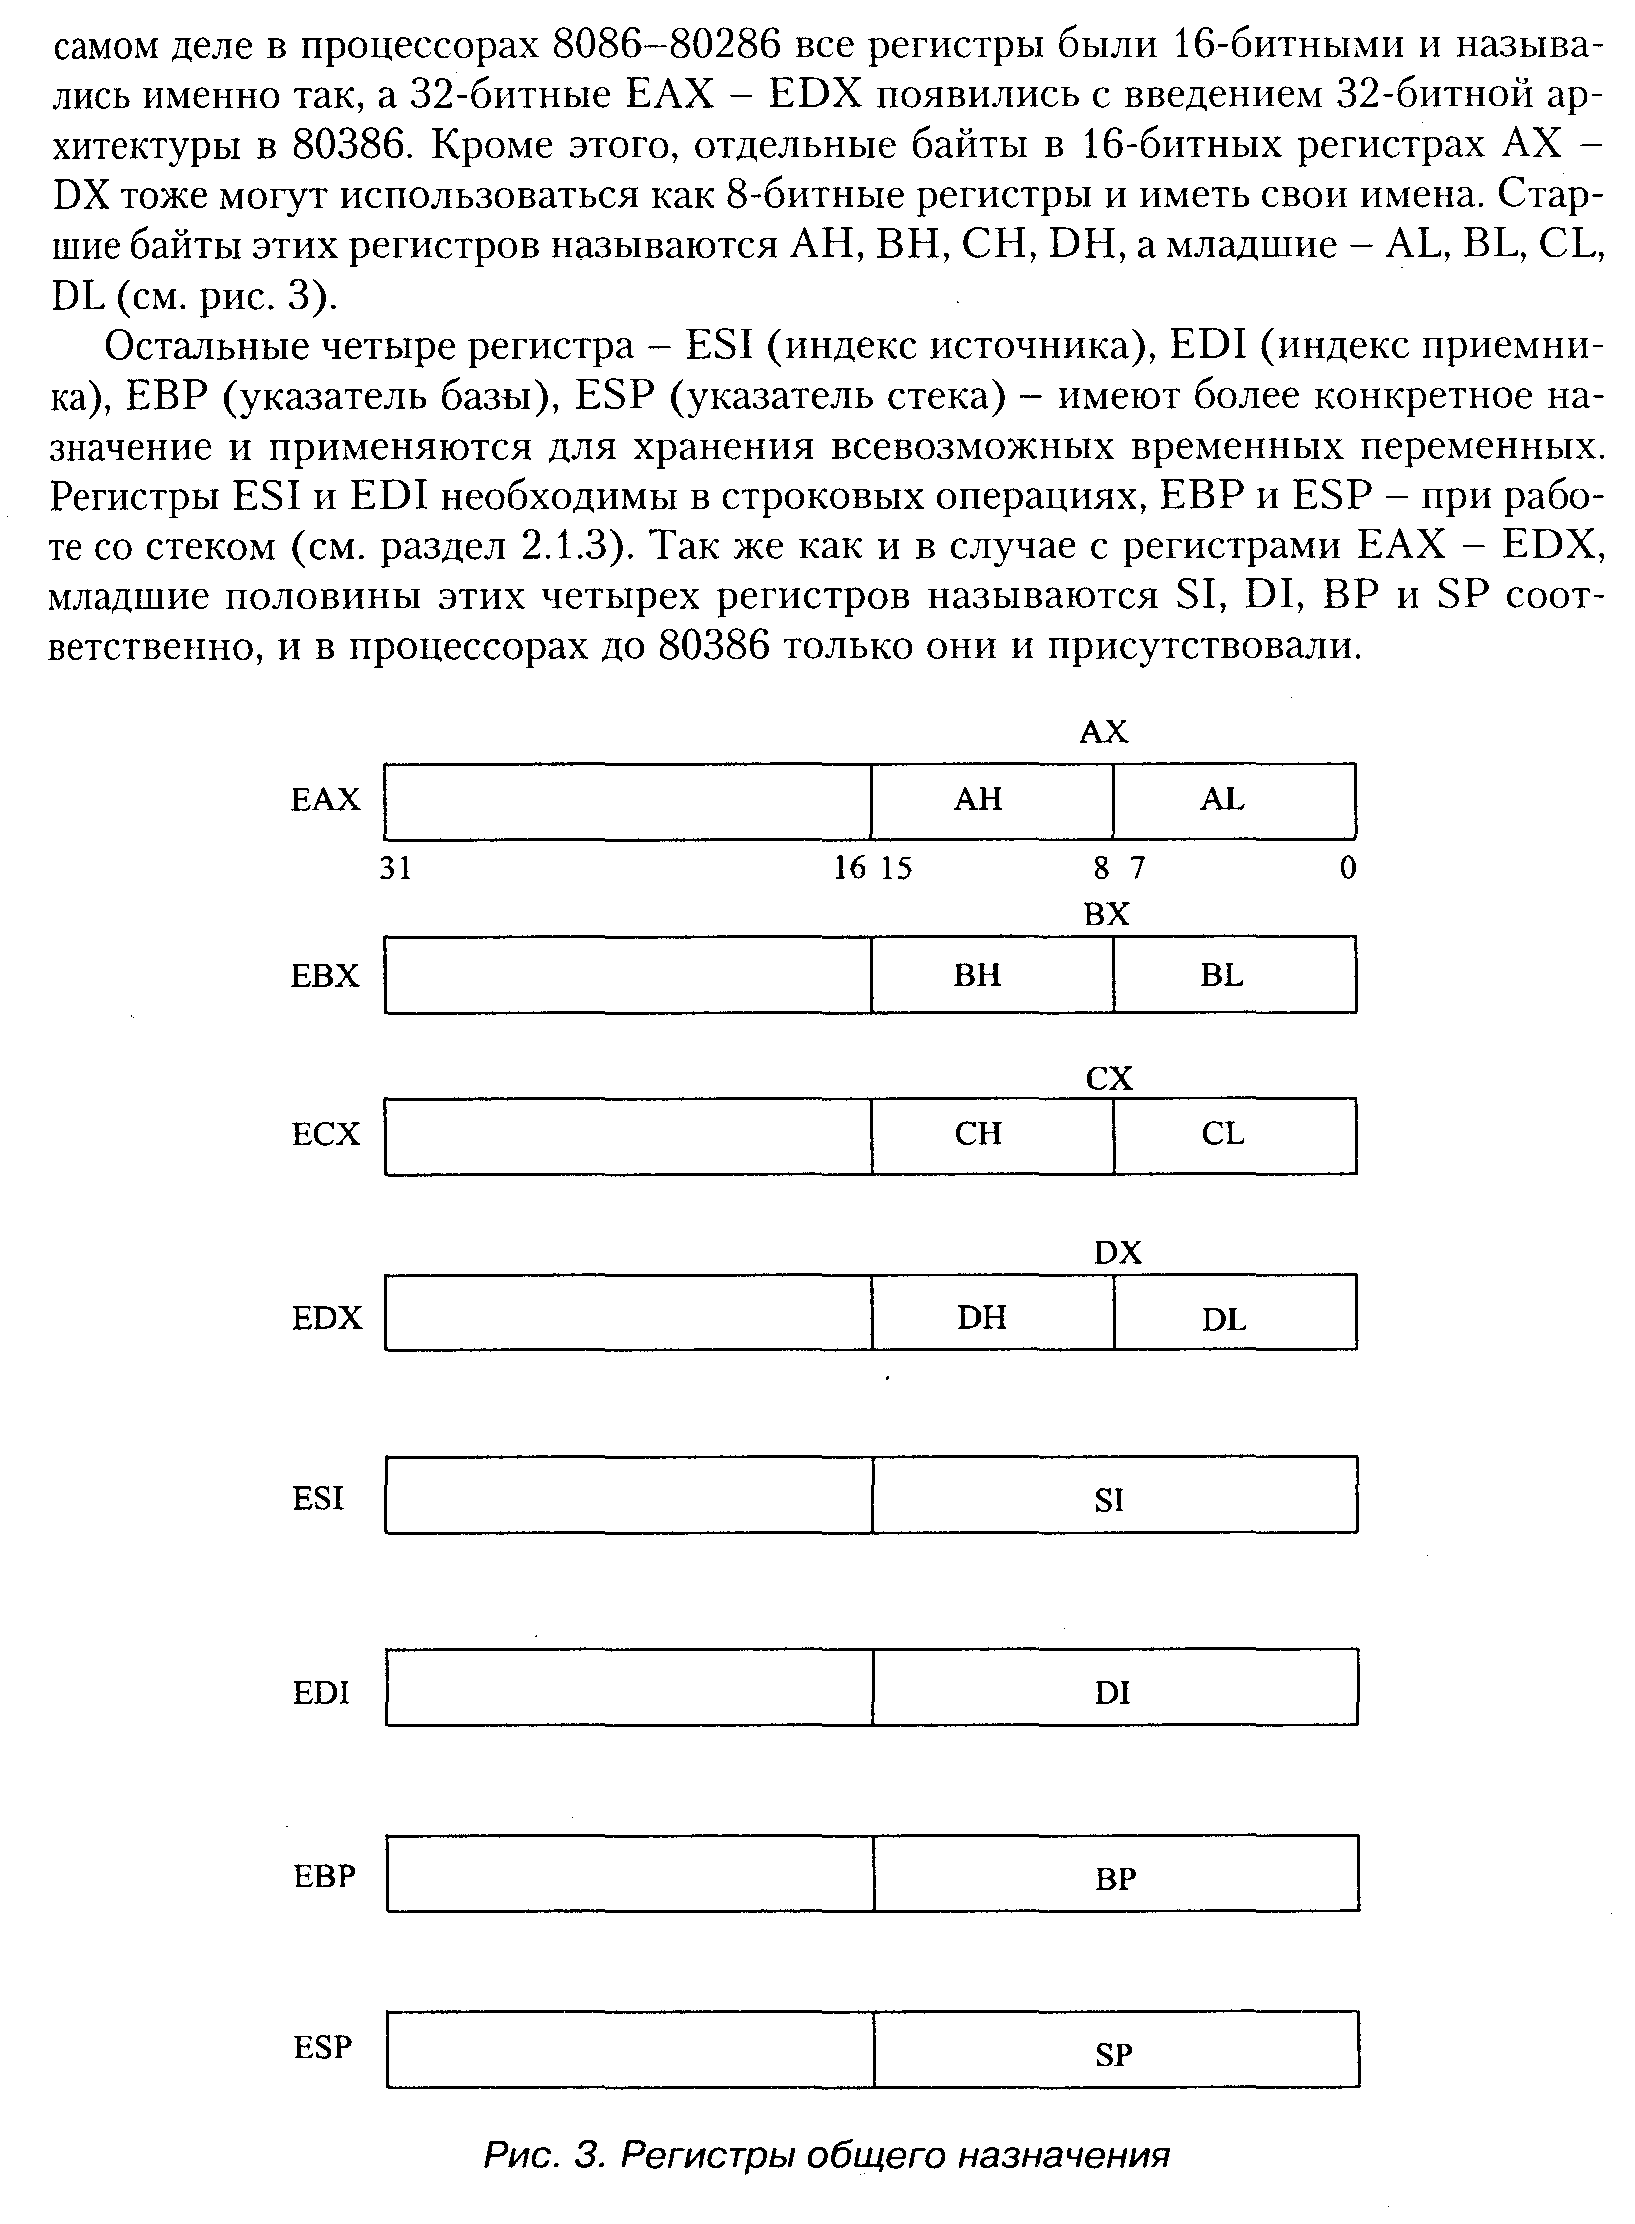 самом деле в процессорах 8086–80286 все регистры были 16-битными и называ-
лись именно так, а 32-битные EAX – EDX появились с введением 32-битной ар-
хитектуры в 80386. Кроме этого, отдельные байты в 16-битных регистрах AX –
DX тоже могут использоваться как 8-битные регистры и иметь свои имена. Стар-
шие байты этих регистров называются AH, BH, CH, DH, а младшие – AL, BL, CL,
DL (см. рис. 3).
Остальные четыре регистра – ESI (индекс источника), EDI (индекс приемни-
ка), EBP (указатель базы), ESP (указатель стека) – имеют более конкретное на-
значение и применяются для хранения всевозможных временных переменных.
Регистры ESI и EDI необходимы в строковых операциях, EBP и ESP – при рабо-
те со стеком (см. раздел 2.1.3). Так же как и в случае с регистрами EAX – EDX,
младшие половины этих четырех регистров называются SI, DI, BP и SP соот-
ветственно, и в процессорах до 80386 только они и присутствовали.
AX
EAX AH AL
31 16 15 8 7 0
BX
EBX BH BL
CX
ECX CH CL
DX
EDX DH DL
ESI SI
EDI DI
EBP BP
ESP SP
Рис. 3. Регистры общего назначения